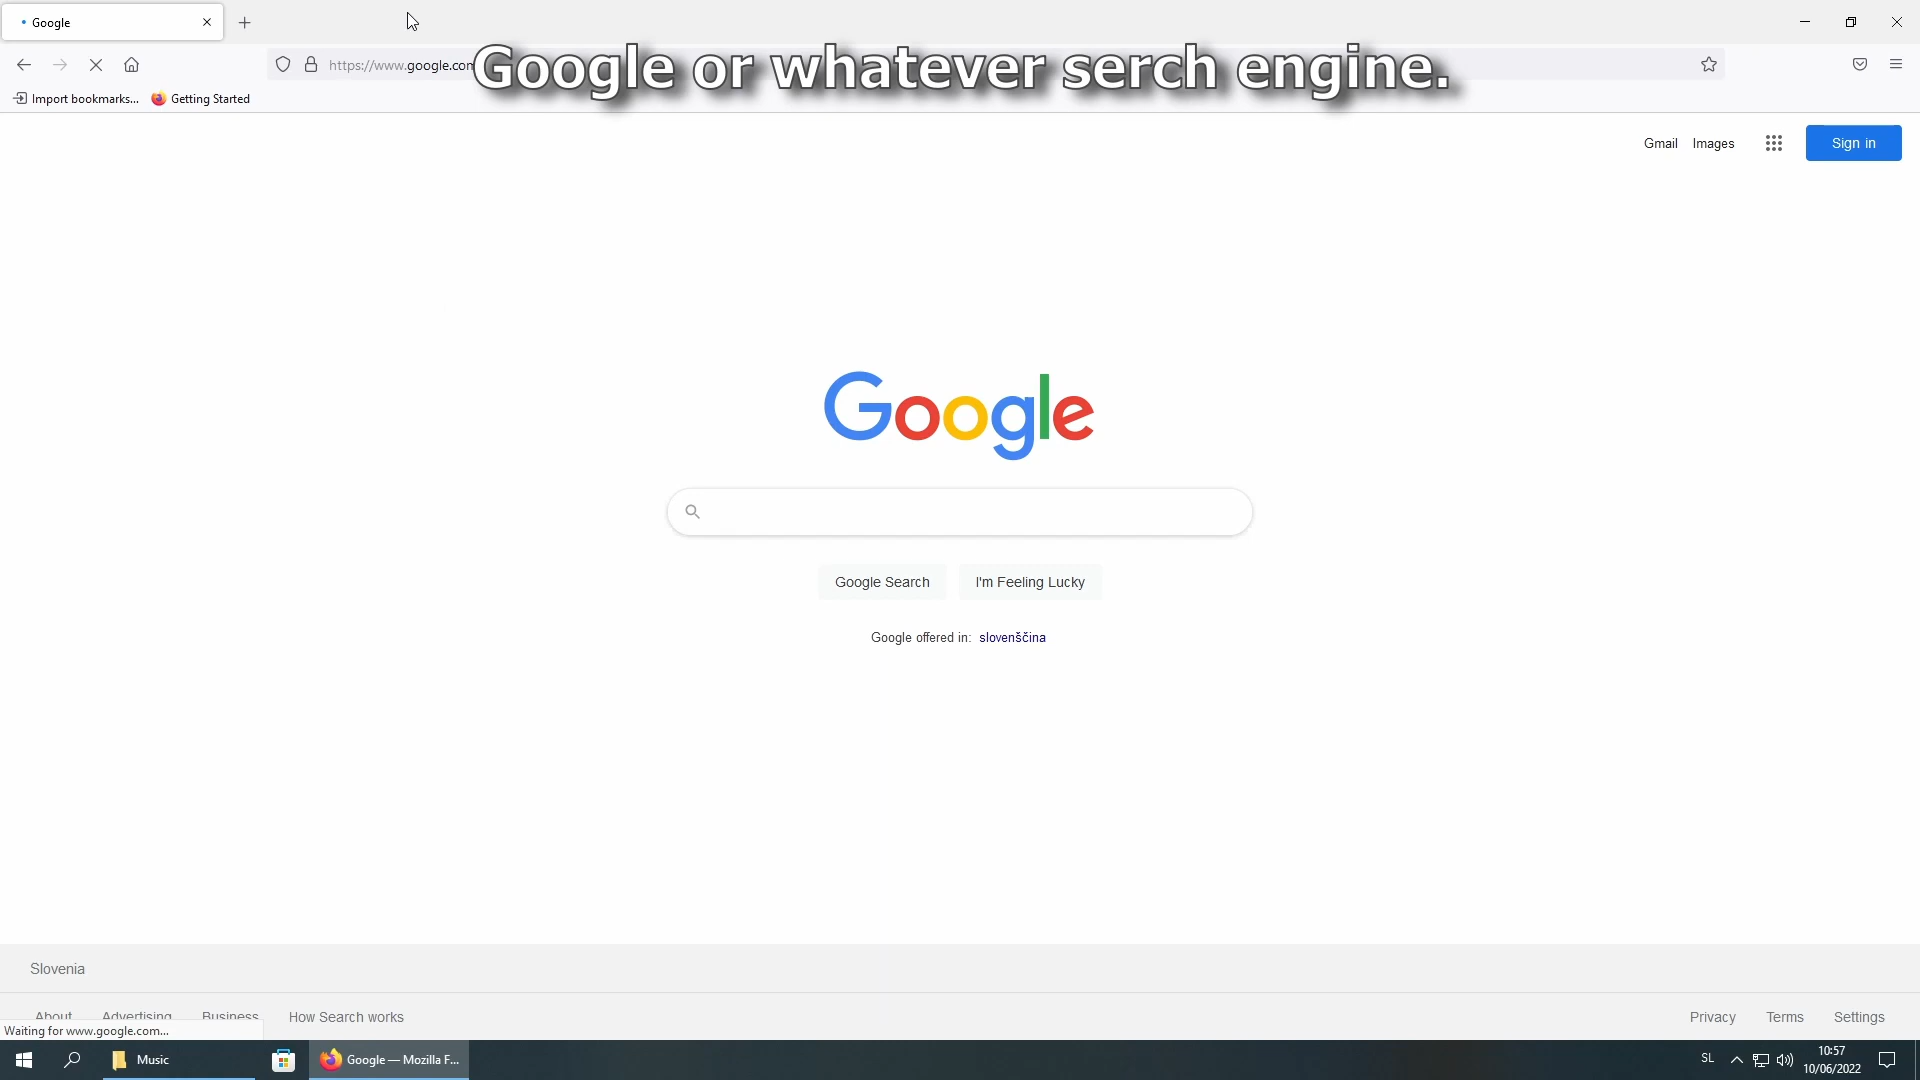 Google
https://www.google.com
Google or whatever serch engine.
Import bookmarks...
Getting Started
Gmail
Images
Sign in
Google
Google Search
I'm Feeling Lucky
Google offered in: slovenščina
Slovenia
About
Advertising
Business
How Search works
Privacy
Terms
Settings
Waiting for www.google.com...
Music
Google — Mozilla F...
SL
10:57
10/06/2022